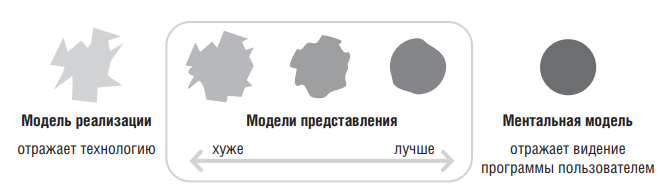 Модель реализации
Модели представления
Ментальная модель
отражает технологию
хуже
лучше
отражает видение
программы пользователем